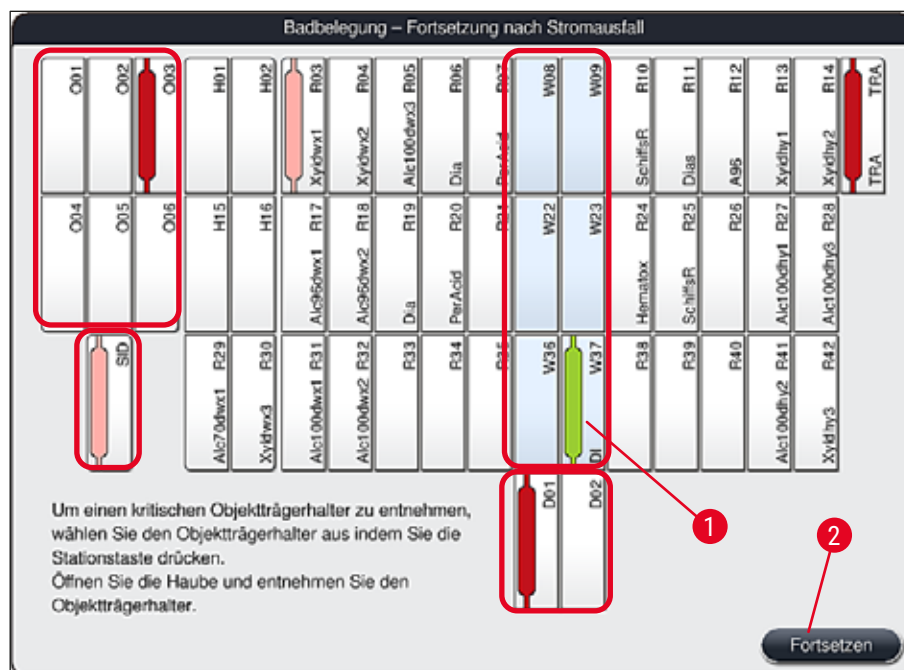 Badbelegung – Fortsetzung nach Stromausfall
O01
O02
O03
H01
H02
Xyldwx1 R03
Xyldwx2 R04
Alc100dwx3 R05
Dia R06
PerAcid R07
W08
W09
SchiffsR R10
Dias R11
A96 R12
Xyldhy1 R13
Xyldhy2 R14
TRA TRA
O04
O05
O06
H15
H16
Alc96dwx1 R17
Alc96dwx2 R18
Dia R19
PerAcid R20
R21
W22
W23
Hematox R24
SchiffsR R25
R26
Alc100dhy1 R27
Alc100dhy3 R28
SID
Alc70dwx1 R29
Xyldwx3 R30
Alc100dwx1 R31
Alc100dwx2 R32
R33
R34
R35
W36
DI W37
R38
R39
R40
Alc100dhy2 R41
Xyldhy3 R42
D01
D02
1
Um einen kritischen Objektträgerhalter zu entnehmen,
wählen Sie den Objektträgerhalter aus indem Sie die
Stationstaste drücken.
Öffnen Sie die Haube und entnehmen Sie den
Objektträgerhalter.
2
Fortsetzen